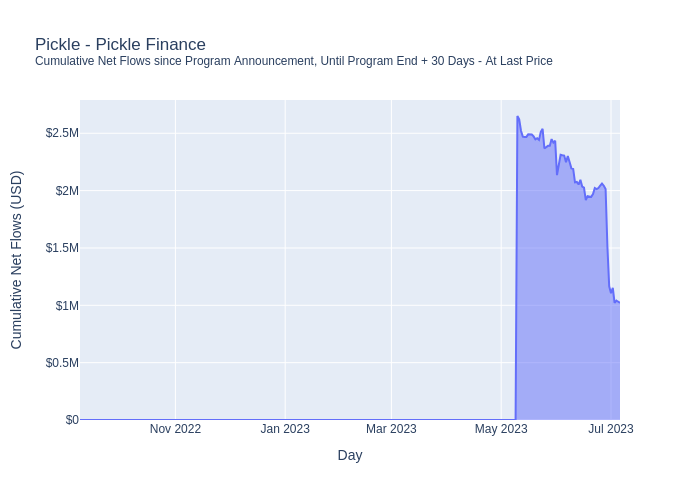 Pickle - Pickle Finance
Cumulative Net Flows since Program Announcement, Until Program End + 30 Days - At Last Price
Cumulative Net Flows (USD)
$2.5M
$2M
$1.5M
$1M
$0.5M
$0
Nov 2022
Jan 2023
Mar 2023
May 2023
Jul 2023
Day